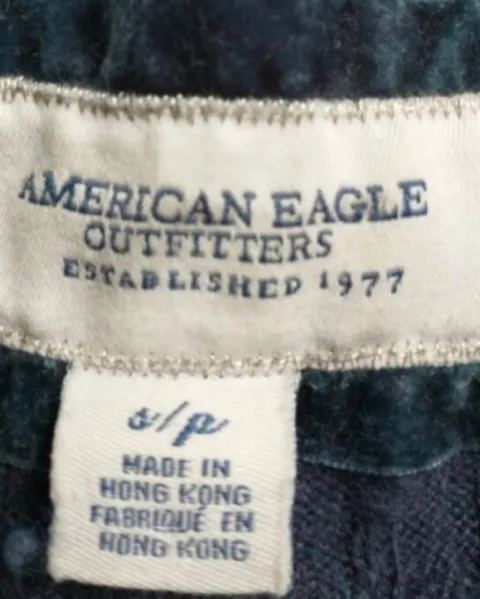 AMERICAN EAGLE
OUTFITTERS
ESTABLISHED 1977
s/p
MADE IN
HONG KONG
FABRIQUÉ EN
HONG KONG